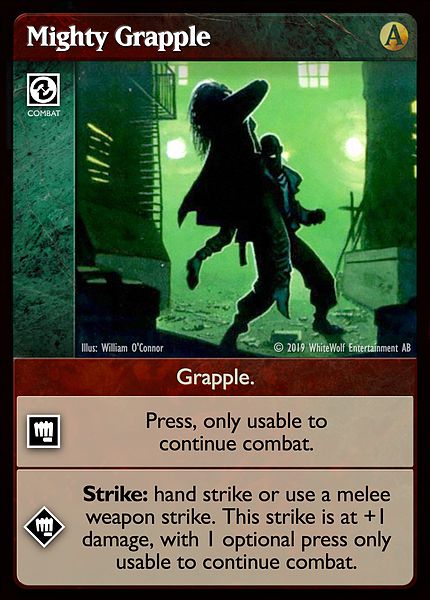 Mighty Grapple
A
COMBAT
Illus: William O'Connor
© 2019 WhiteWolf Entertainment AB
Grapple.
Press, only usable to
continue combat.
Strike: hand strike or use a melee
weapon strike. This strike is at +1
damage, with 1 optional press only
usable to continue combat.